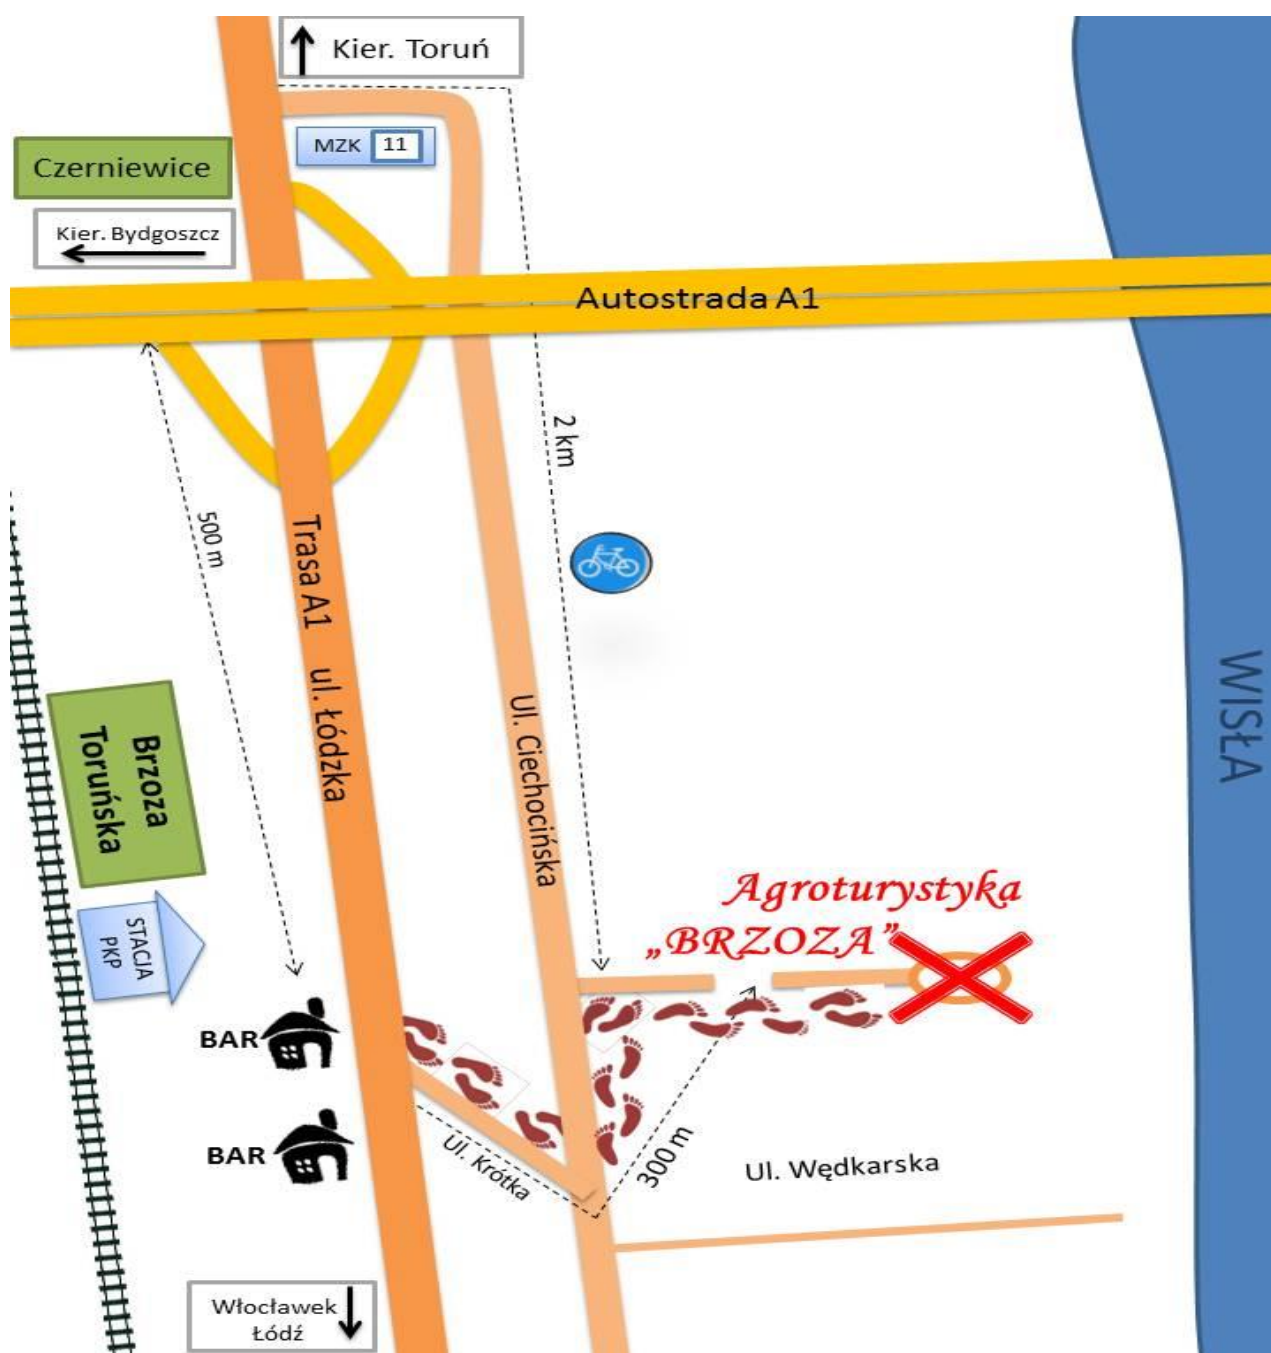 Kier. Toruń
MZK 11
Czerniewice
Kier. Bydgoszcz
Autostrada A1
2 km
500 m
Trasa A1 ul. Łódzka
Ul. Ciechocińska
WISŁA
Brzoza
Toruńska
STACJA
PKP
Agroturystyka
„BRZOZA”
BAR
BAR
Ul. Krótka
300 m
Ul. Wędkarska
Włocławek
Łódź